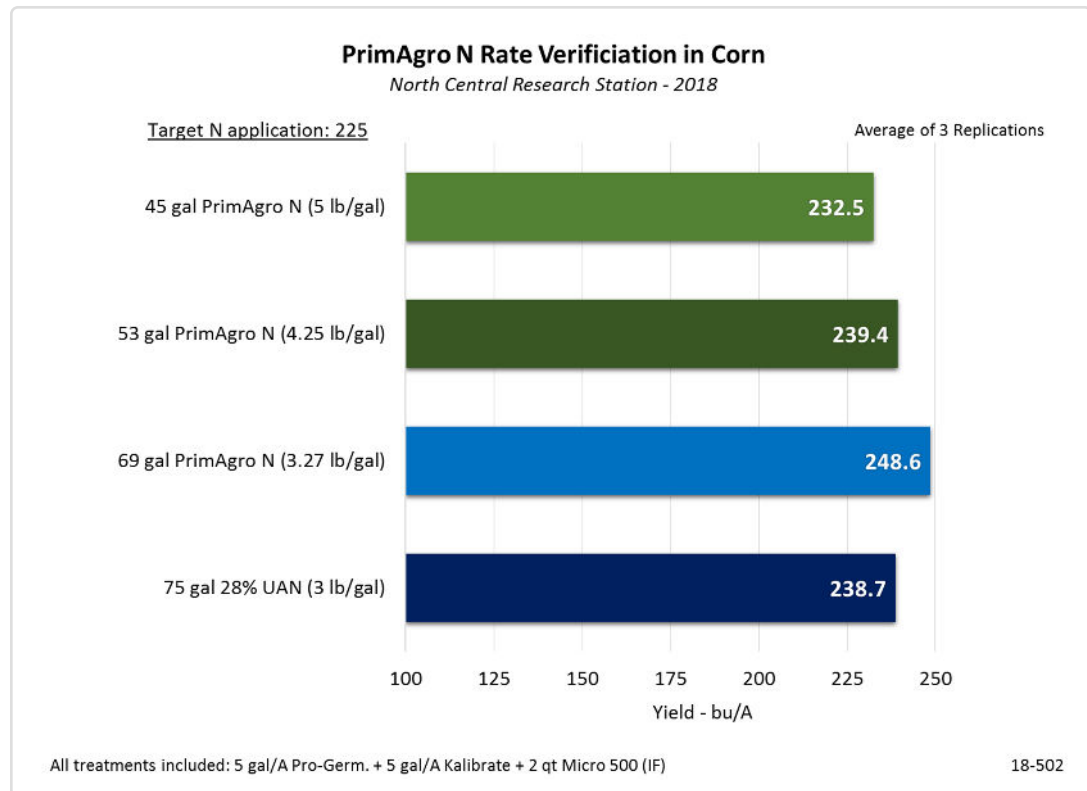 PrimAgro N Rate Verificiation in Corn
North Central Research Station - 2018
Target N application: 225
Average of 3 Replications
45 gal PrimAgro N (5 lb/gal)
232.5
53 gal PrimAgro N (4.25 lb/gal)
239.4
69 gal PrimAgro N (3.27 lb/gal)
248.6
75 gal 28% UAN (3 lb/gal)
238.7
100 125 150 175 200 225 250
Yield - bu/A
All treatments included: 5 gal/A Pro-Germ. + 5 gal/A Kalibrate + 2 qt Micro 500 (IF)
18-502